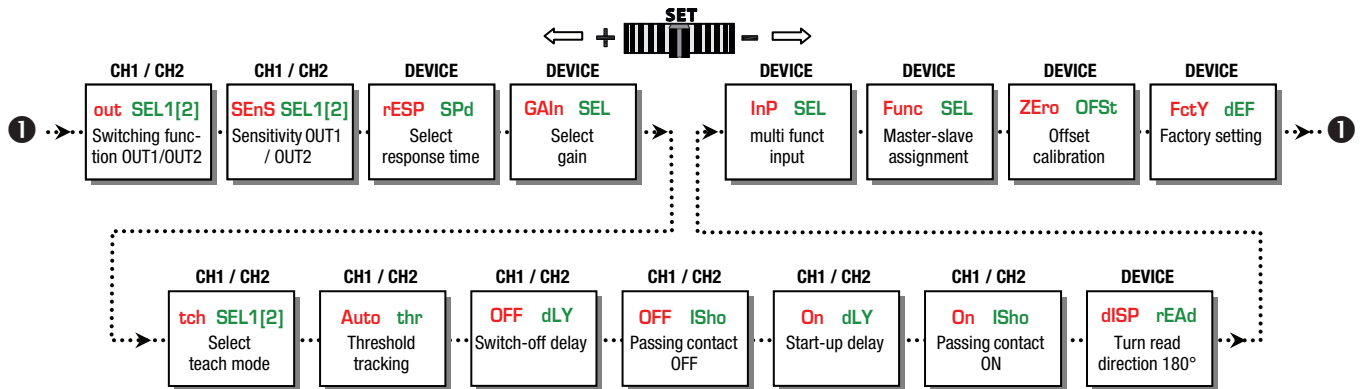 SET
+ -
CH1 / CH2
out SEL1[2]
Switching func-
tion OUT1/OUT2
CH1 / CH2
SEnS SEL1[2]
Sensitivity OUT1
/ OUT2
DEVICE
rESP SPd
Select
response time
DEVICE
GAIn SEL
Select
gain
DEVICE
InP SEL
multi funct
input
DEVICE
Func SEL
Master-slave
assignment
DEVICE
ZEro OFSt
Offset
calibration
DEVICE
FctY dEF
Factory setting
1
1
CH1 / CH2
tch SEL1[2]
Select
teach mode
CH1 / CH2
Auto thr
Threshold
tracking
CH1 / CH2
OFF dLY
Switch-off delay
CH1 / CH2
OFF ISho
Passing contact
OFF
CH1 / CH2
On dLY
Start-up delay
CH1 / CH2
On ISho
Passing contact
ON
DEVICE
dISP rEAd
Turn read
direction 180°